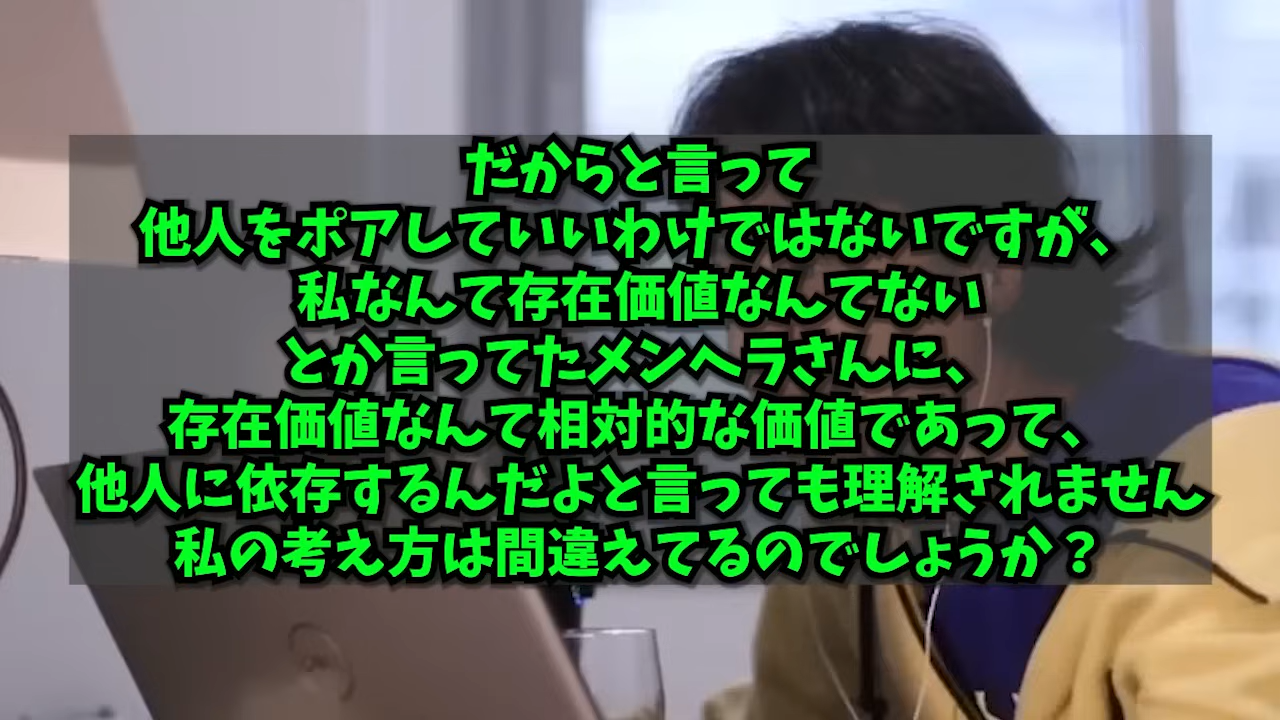 だからと言って
他人をポアしていいわけではないですが、
私なんて存在価値なんてない
とか言ってたメンヘラさんに、
存在価値なんて相対的な価値であって、
他人に依存するんだよと言っても理解されません
私の考え方は間違えてるのでしょうか？